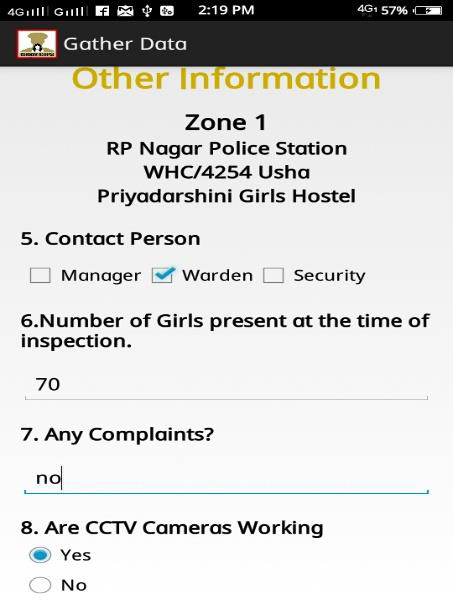 4G G 2:19 PM 4G 57%
Gather Data
Other Information
Zone 1
RP Nagar Police Station
WHC/4254 Usha
Priyadarshini Girls Hostel
5. Contact Person
Manager Warden Security
6.Number of Girls present at the time of
inspection.
70
7. Any Complaints?
no
8. Are CCTV Cameras Working
Yes
No